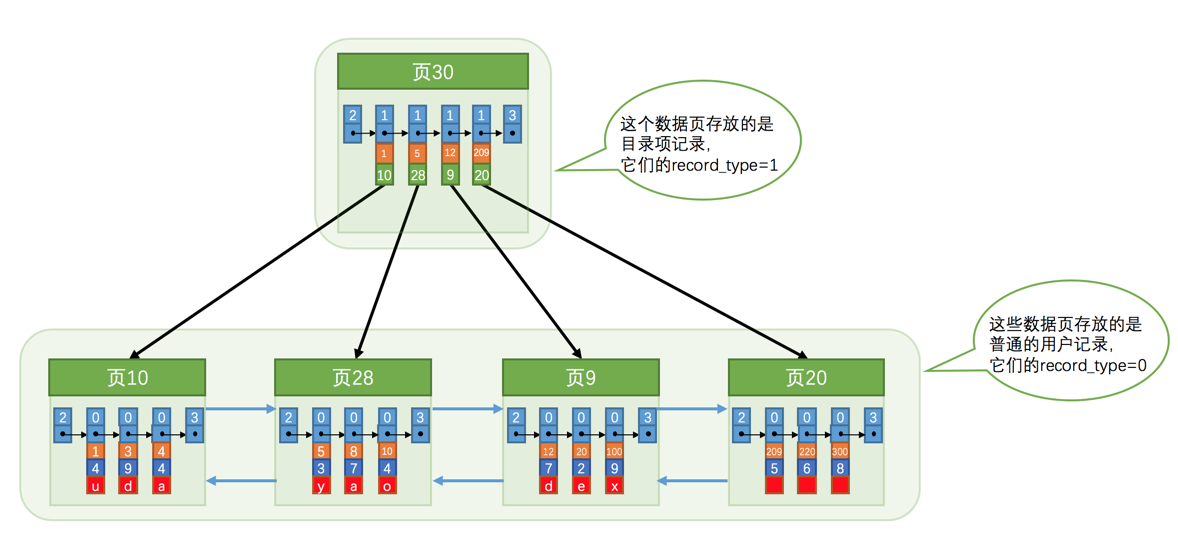 页30
2 1 1 1 1 3
1 5 12 209
10 28 9 20
这个数据页存放的是
目录项记录，
它们的record_type=1
这些数据页存放的是
普通的用户记录，
它们的record_type=0
页10
2 0 0 0 3
1 3 4
4 9 4
u d a
页28
2 0 0 0 3
5 8 10
3 7 4
y a o
页9
2 0 0 0 3
12 20 100
7 2 9
d e x
页20
2 0 0 0 3
209 220 300
5 6 8